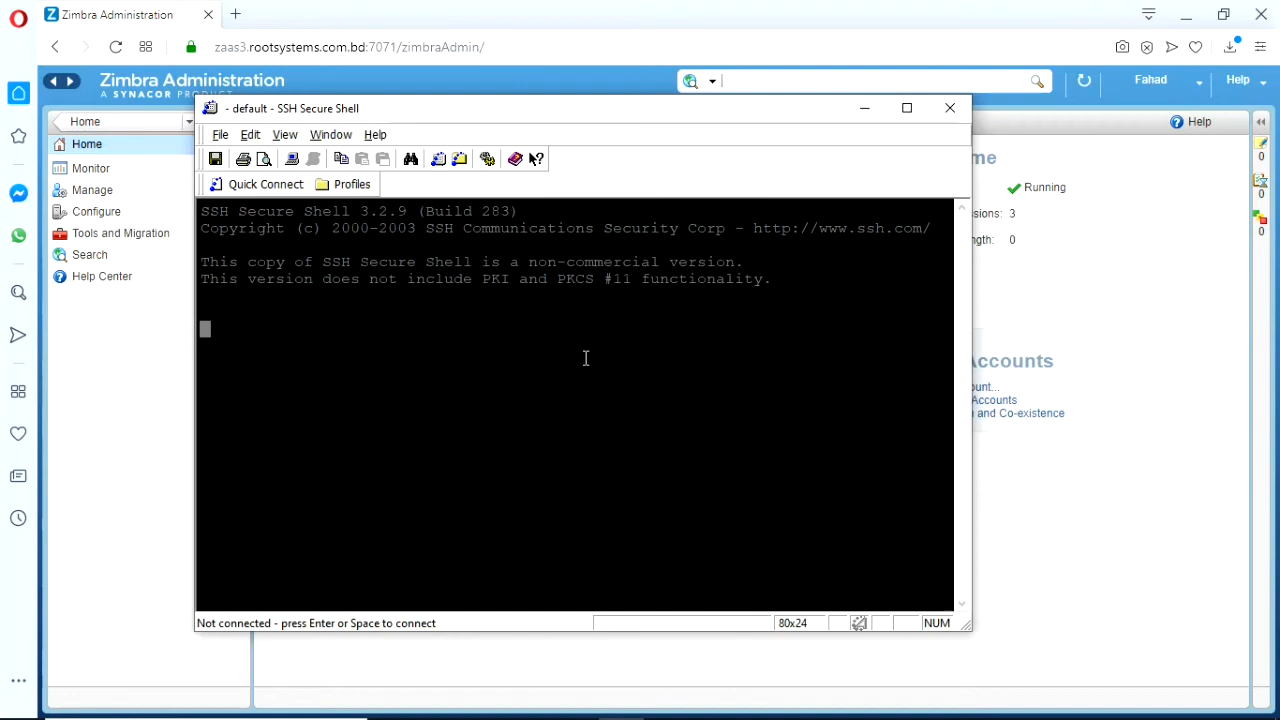 Zimbra Administration
zaas3.rootsystems.com.bd:7071/zimbraAdmin/
Zimbra Administration
A SYNACOR PRODUC
Fahad
Help
Home
Help
Home
Monitor
Manage
Configure
Tools and Migration
Search
Help Center
- default - SSH Secure Shell
File Edit View Window Help
Quick Connect Profiles
SSH Secure Shell 3.2.9 (Build 283)
Copyright (c) 2000-2003 SSH Communications Security Corp - http://www.ssh.com/
This copy of SSH Secure Shell is a non-commercial version.
This version does not include PKI and PKCS #11 functionality.
Not connected - press Enter or Space to connect
80x24
NUM
me
Running
sions: 3
gth: 0
Accounts
ount...
Accounts
and Co-existence
0
0
0